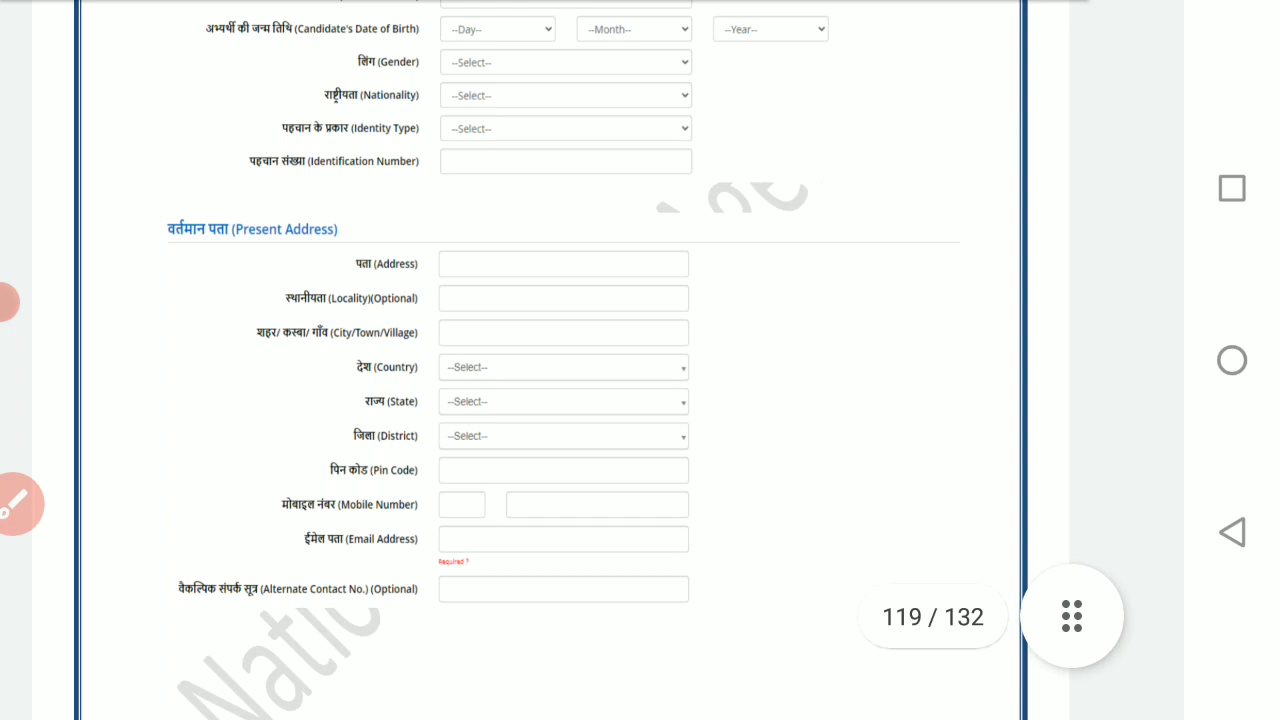 अभ्यर्थी की जन्म तिथि (Candidate's Date of Birth) --Day-- --Month-- --Year--
लिंग (Gender) --Select--
राष्ट्रीयता (Nationality) --Select--
पहचान के प्रकार (Identity Type) --Select--
पहचान संख्या (Identification Number)
वर्तमान पता (Present Address)
पता (Address)
स्थानीयता (Locality)(Optional)
शहर/ कस्बा/ गाँव (City/Town/Village)
देश (Country) --Select--
राज्य (State) --Select--
जिला (District) --Select--
पिन कोड (Pin Code)
मोबाइल नंबर (Mobile Number)
ईमेल पता (Email Address)
Required ?
वैकल्पिक संपर्क सूत्र (Alternate Contact No.) (Optional)
119 / 132